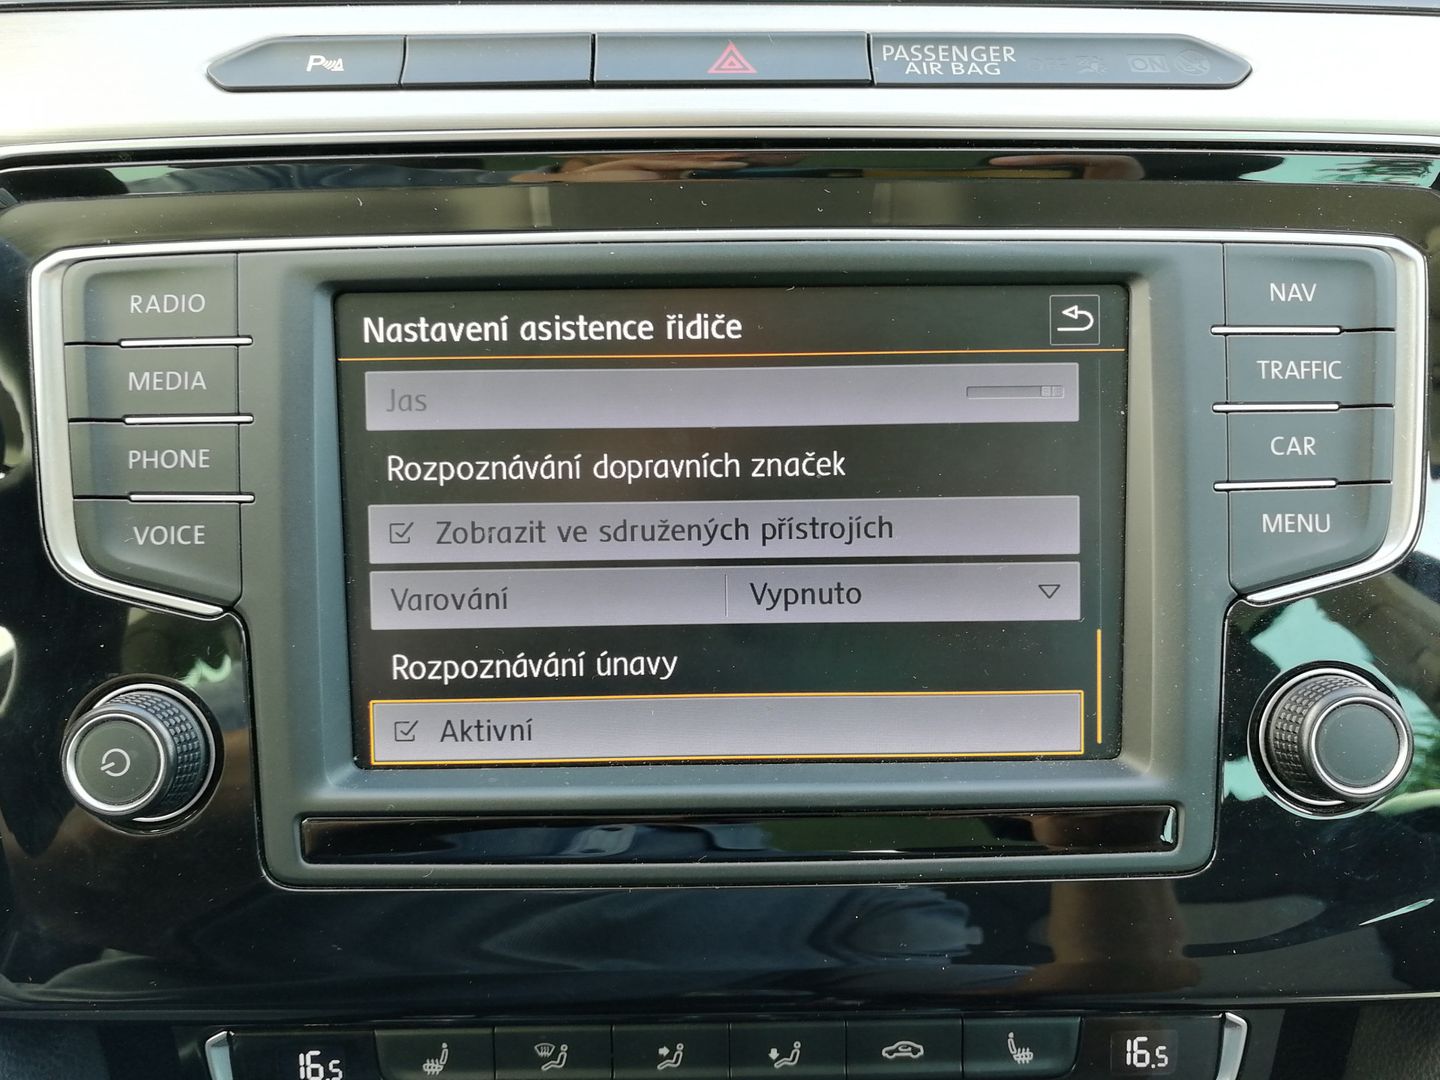 P
PASSENGER
AIR BAG
OFF ON
RADIO
MEDIA
PHONE
VOICE
Nastavení asistence řidiče
Jas
Rozpoznávání dopravních značek
Zobrazit ve sdružených přístrojích
Varování Vypnuto
Rozpoznávání únavy
Aktivní
NAV
TRAFFIC
CAR
MENU
16.5 16.5